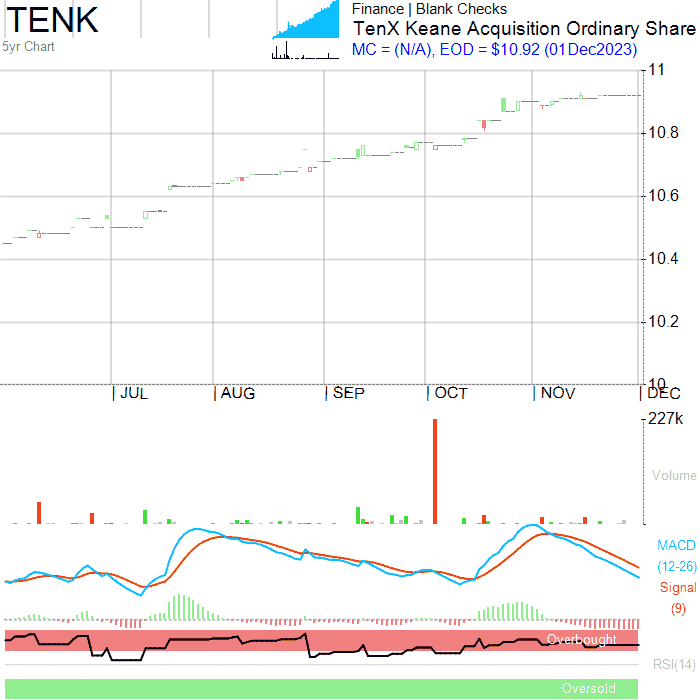 TENK
5yr Chart
Finance | Blank Checks
TenX Keane Acquisition Ordinary Share
MC = (N/A), EOD = $10.92 (01Dec2023)
11
10.8
10.6
10.4
10.2
10
JUL
AUG
SEP
OCT
NOV
DEC
227k
Volume
MACD
(12-26)
Signal
(9)
Overbought
RSI(14)
Oversold